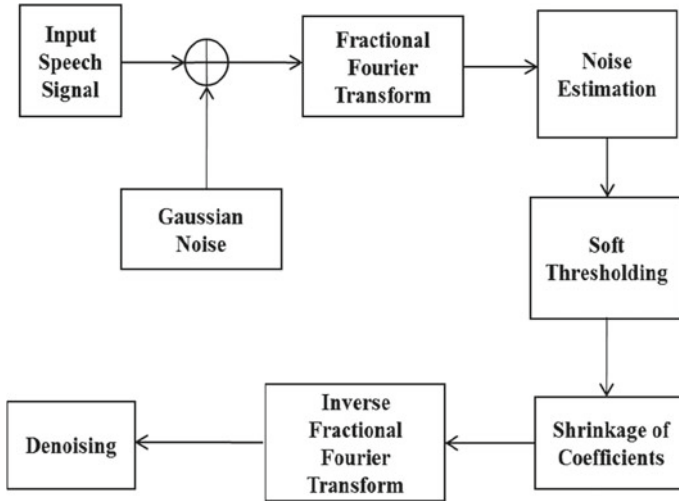 Input
Speech
Signal
Fractional
Fourier
Transform
Noise
Estimation
Gaussian
Noise
Soft
Thresholding
Shrinkage of
Coefficients
Inverse
Fractional
Fourier
Transform
Denoising